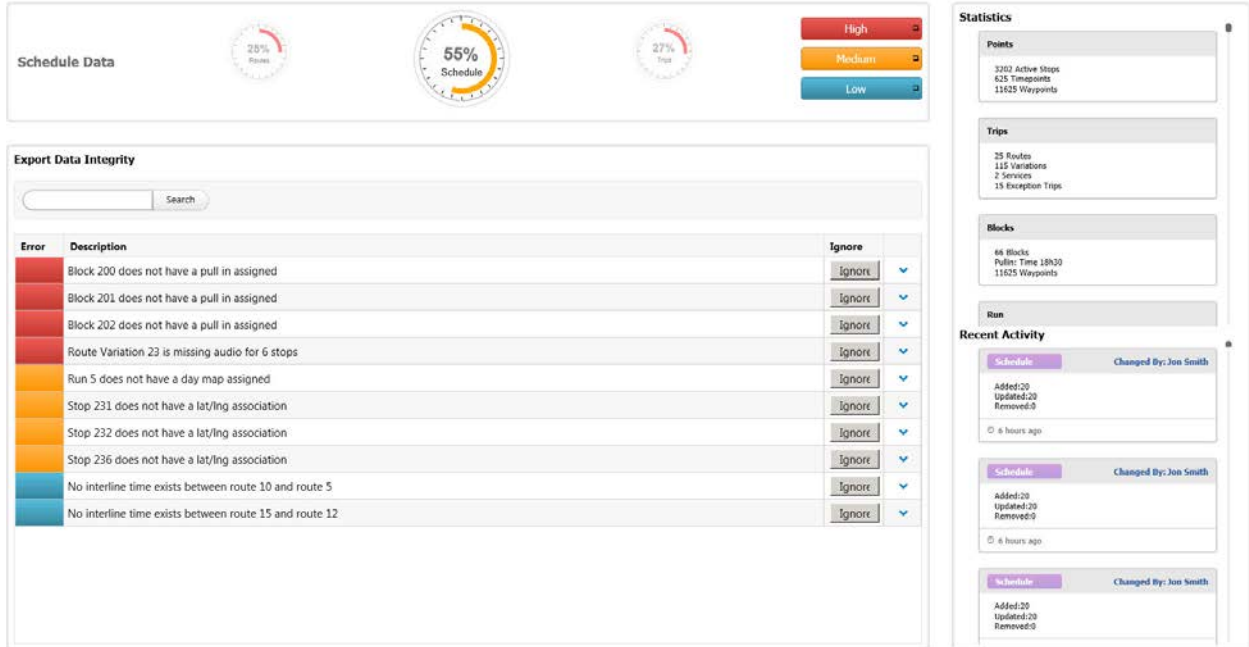 Schedule Data
28%
Routes
55%
Schedule
27%
Trips
High
Medium
Low
Export Data Integrity
Search
Error Description Ignore
Block 200 does not have a pull in assigned Ignore
Block 201 does not have a pull in assigned Ignore
Block 202 does not have a pull in assigned Ignore
Route Variation 23 is missing audio for 6 stops Ignore
Run 5 does not have a day map assigned Ignore
Stop 231 does not have a lat/lng association Ignore
Stop 232 does not have a lat/lng association Ignore
Stop 236 does not have a lat/lng association Ignore
No interline time exists between route 10 and route 5 Ignore
No interline time exists between route 15 and route 12 Ignore
Statistics
Points
3202 Active Stops
625 Timepoints
11625 Waypoints
Trips
25 Routes
115 Variations
2 Services
15 Exception Trips
Blocks
66 Blocks
Pullin: Time 18h30
11625 Waypoints
Run
Recent Activity
Schedule Changed By: Jon Smith
Added:20
Updated:20
Removed:0
6 hours ago
Schedule Changed By: Jon Smith
Added:20
Updated:20
Removed:0
6 hours ago
Schedule Changed By: Jon Smith
Added:20
Updated:20
Removed:0